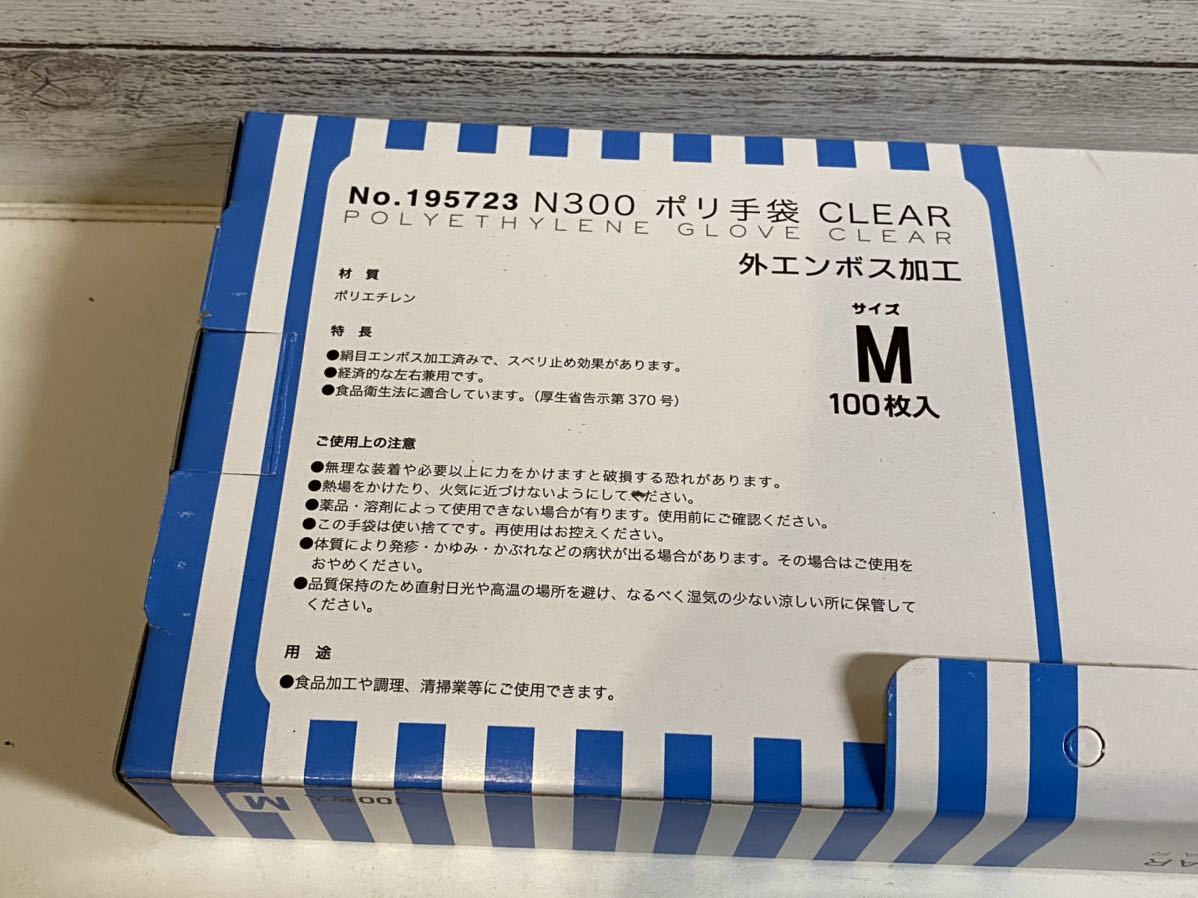 No.195723 N300 ポリ手袋 CLEAR
POLYETHYLENE GLOVE CLEAR
外エンボス加工
サイズ
M
100枚入
材 質
ポリエチレン
特 長
●絹目エンボス加工済みで、スベリ止め効果があります。
●経済的な左右兼用です。
●食品衛生法に適合しています。(厚生省告示第370号)
ご使用上の注意
●無理な装着や必要以上に力をかけますと破損する恐れがあります。
●熱場をかけたり、火気に近づけないようにしてください。
●薬品・溶剤によって使用できない場合が有ります。使用前にご確認ください。
●この手袋は使い捨てです。再使用はお控えください。
●体質により発疹・かゆみ・かぶれなどの病状が出る場合があります。その場合はご使用を
おやめください。
●品質保持のため直射日光や高温の場所を避け、なるべく湿気の少ない涼しい所に保管して
ください。
用 途
●食品加工や調理、清掃業等にご使用できます。
M
100枚入